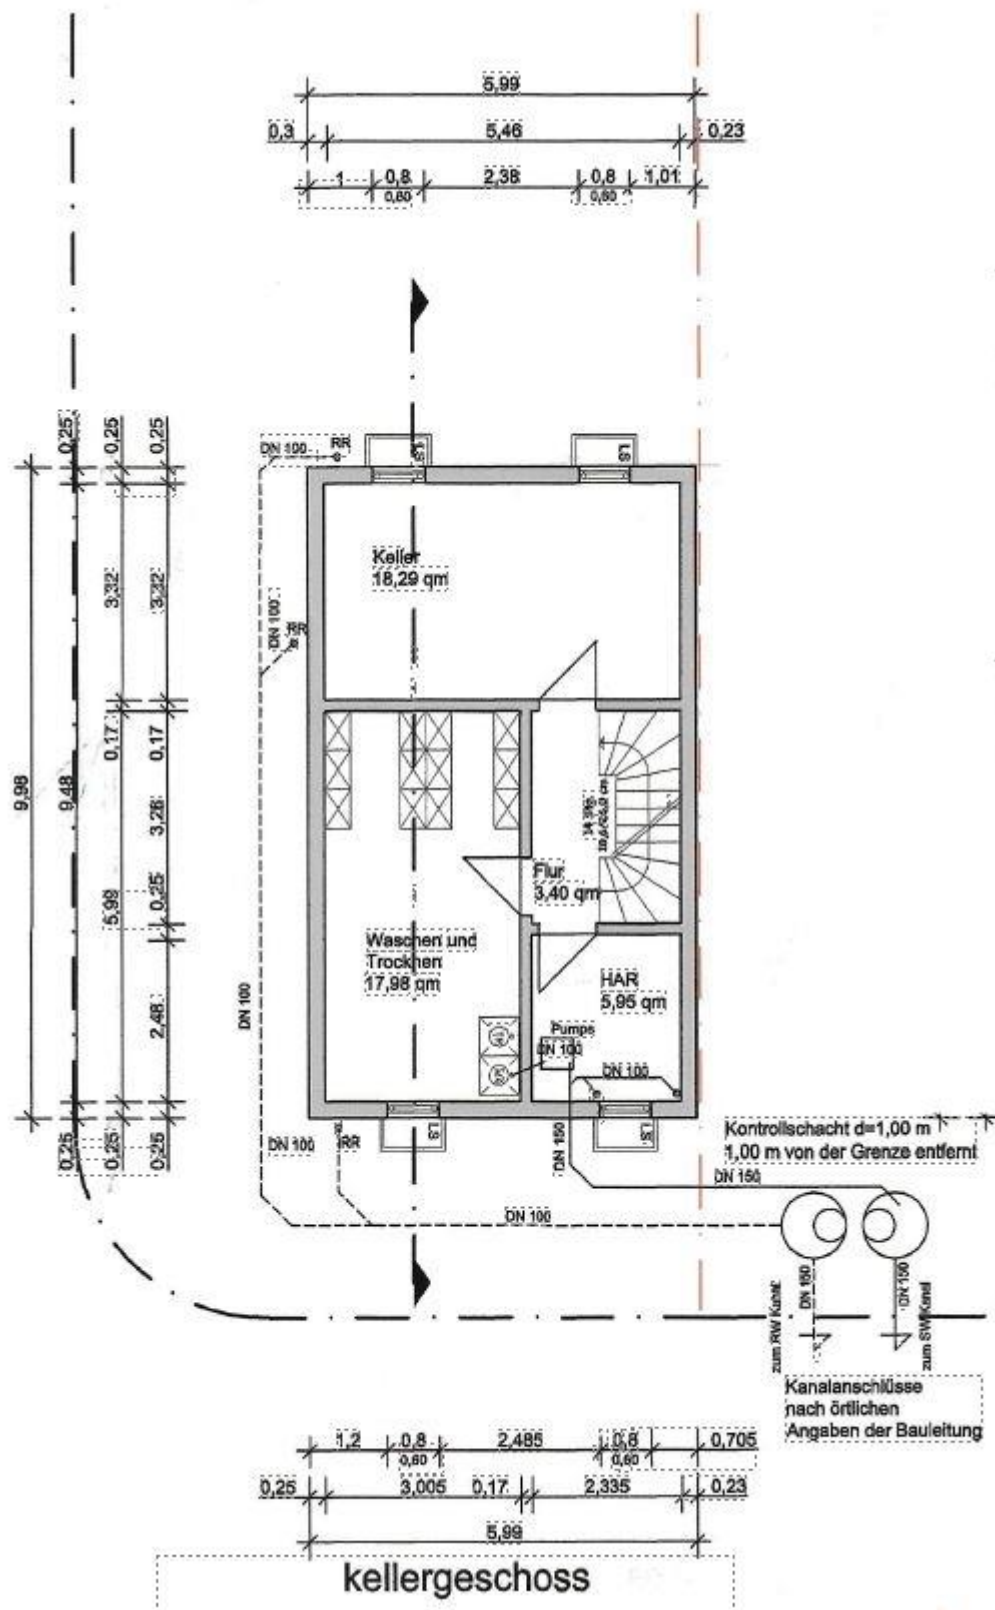 5,99
0,3
5,46
0,23
1
0,8
2,38
0,8
1,01
0,60
0,60
0,25
0,25
0,25
DN 100
RR
LS
LS
Keller
18,29 qm
3,32
3,32
DN 100
RR
0,17
0,17
9,98
9,48
3,26
Flur
3,40 qm
5,99
0,25
Waschen und
Trocknen
17,98 qm
HAR
5,95 qm
2,48
DN 100
Pumpe
DN 100
DN 100
LS
LS
DN 150
Kontrollschacht d=1,00 m
1,00 m von der Grenze entfernt
0,25
0,25
0,25
DN 100
RR
DN 150
DN 100
zum RW Kanal
DN 150
DN 150
zum SW Kanal
Kanalanschlüsse
nach örtlichen
Angaben der Bauleitung
1,2
0,8
2,485
0,8
0,705
0,60
0,60
0,25
3,005
0,17
2,335
0,23
5,99
kellergeschoss